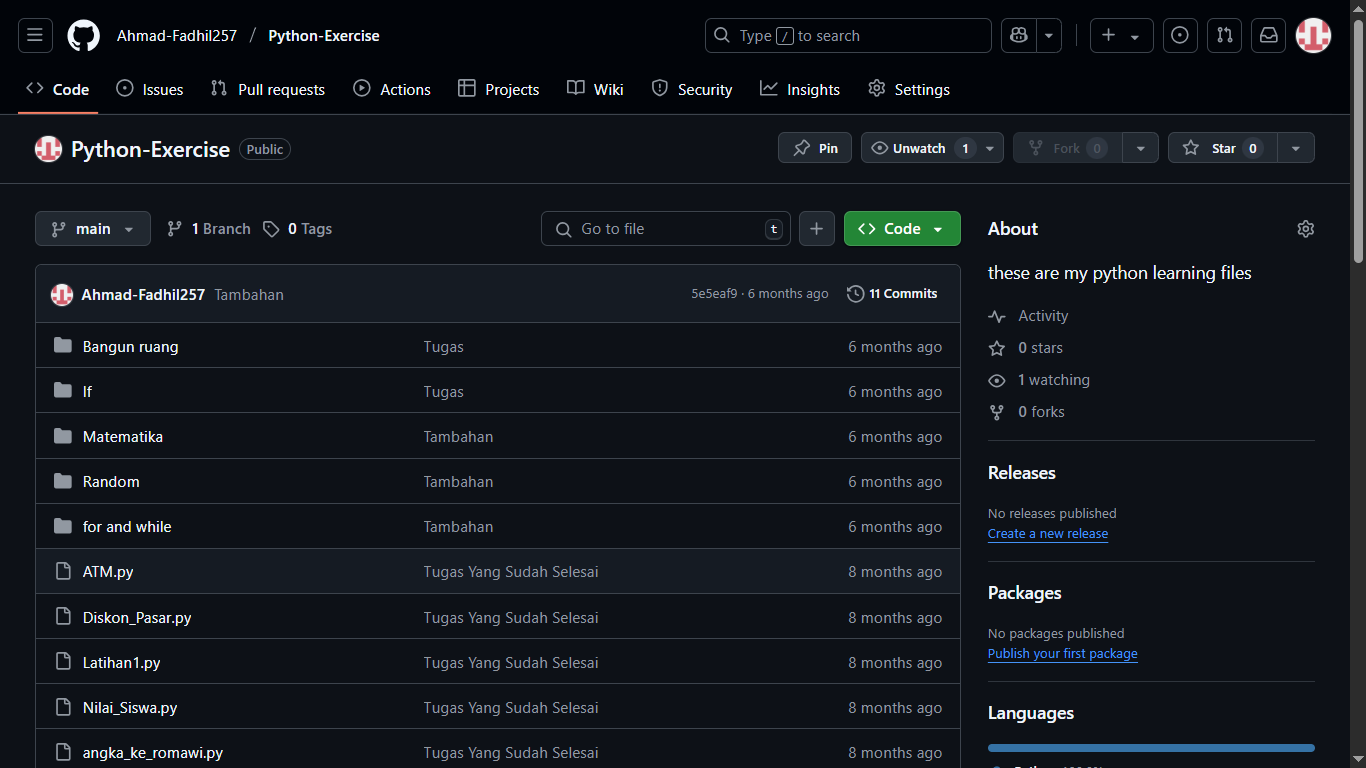 Ahmad-Fadhil257 / Python-Exercise
Type / to search
Code Issues Pull requests Actions Projects Wiki Security Insights Settings
Python-Exercise Public
Pin Unwatch 1 Fork 0 Star 0
main 1 Branch 0 Tags Go to file t Code
Ahmad-Fadhil257 Tambahan 5e5eaf9 · 6 months ago 11 Commits
Bangun ruang Tugas 6 months ago
If Tugas 6 months ago
Matematika Tambahan 6 months ago
Random Tambahan 6 months ago
for and while Tambahan 6 months ago
ATM.py Tugas Yang Sudah Selesai 8 months ago
Diskon_Pasar.py Tugas Yang Sudah Selesai 8 months ago
Latihan1.py Tugas Yang Sudah Selesai 8 months ago
Nilai_Siswa.py Tugas Yang Sudah Selesai 8 months ago
angka_ke_romawi.py Tugas Yang Sudah Selesai 8 months ago
About
these are my python learning files
Activity
0 stars
1 watching
0 forks
Releases
No releases published
Create a new release
Packages
No packages published
Publish your first package
Languages